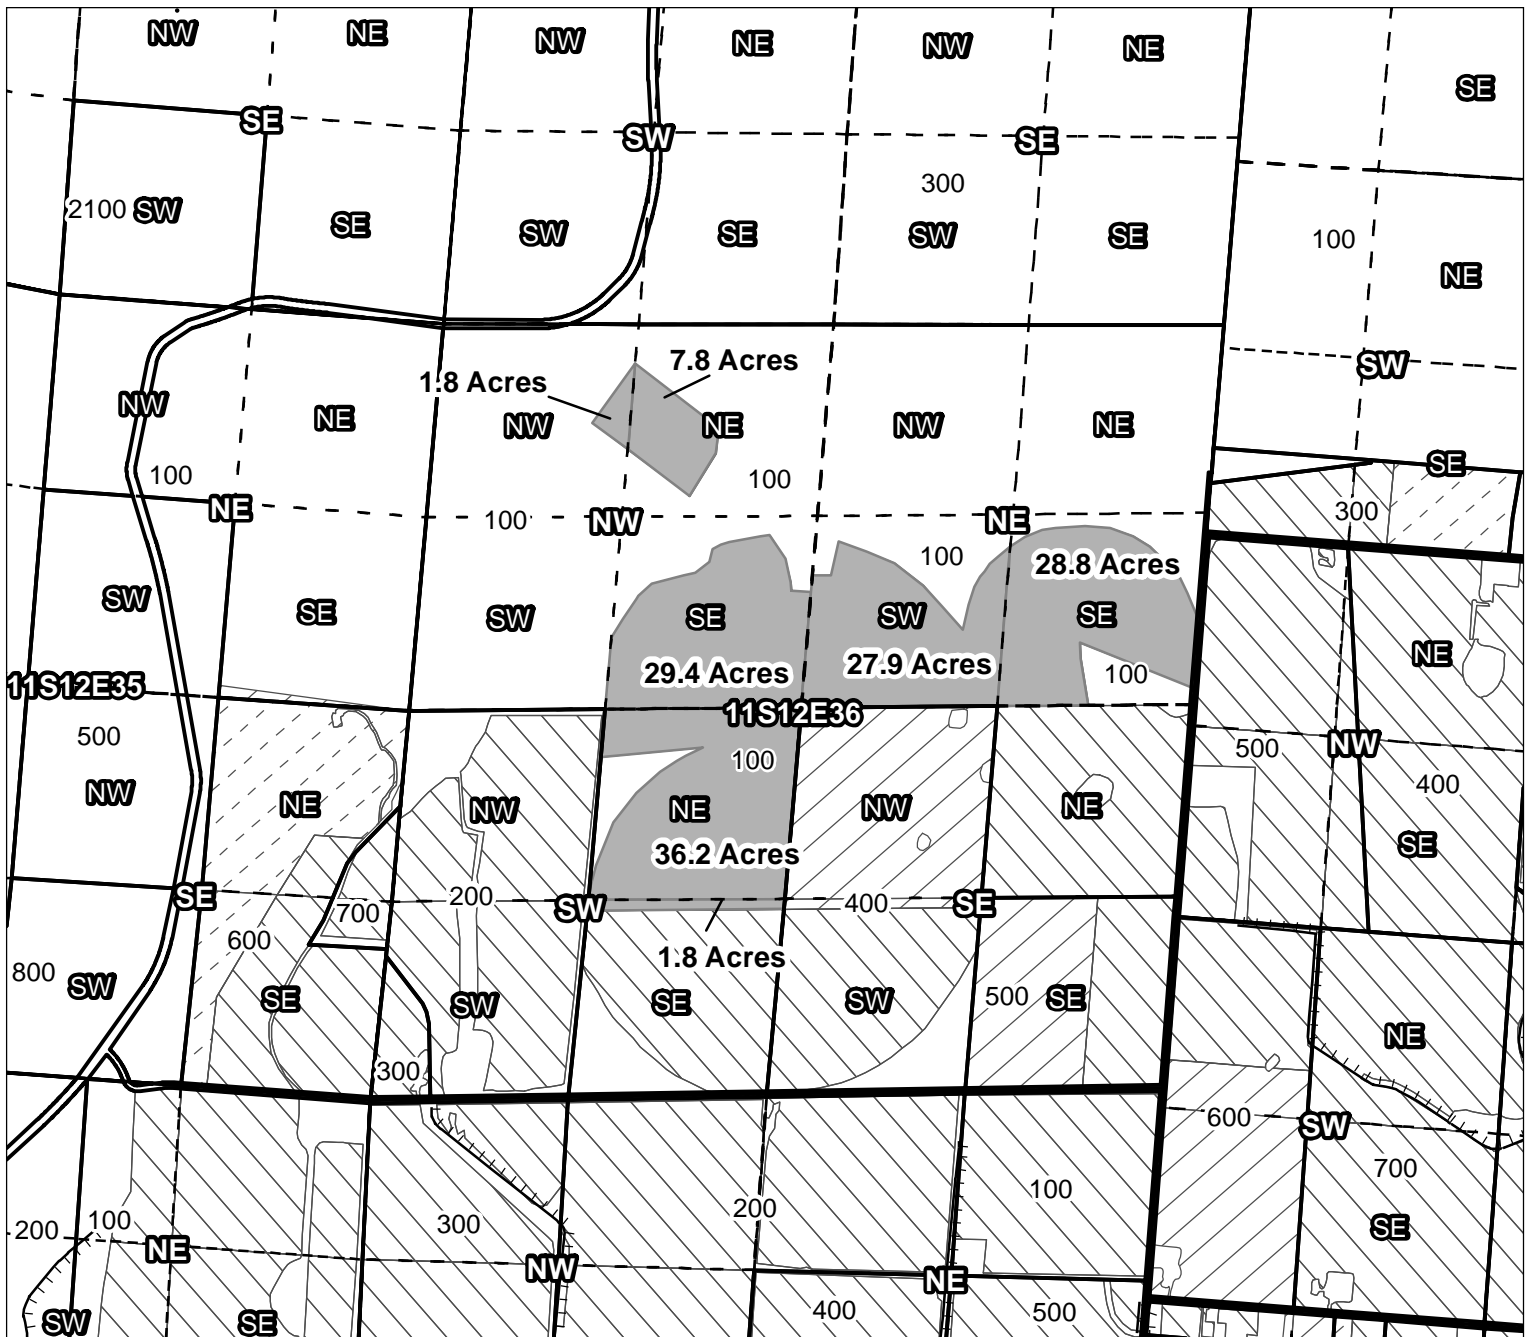 NW NE NW NE NW NE
SE
SE SW SE
300
2100 SW SE SW SE SW SE
100
NE
7.8 Acres
1.8 Acres
SW
NW NE NW NE NW NE
SE
100 100
NE 100 NW NE
300
100
28.8 Acres
SW SE SW SE SW SE
NE
29.4 Acres 27.9 Acres 100
11S12E35
11S12E36
500 100 500 NW
400
NW NE NW NE NW NE
SE
36.2 Acres
SE 200 SW 400 SE
700
600
1.8 Acres
800 SW SE SW SE SW 500 SE
NE
300
600 SW
700
100
200 100 300 200
SE
NE NW NE
SW SE 400 500